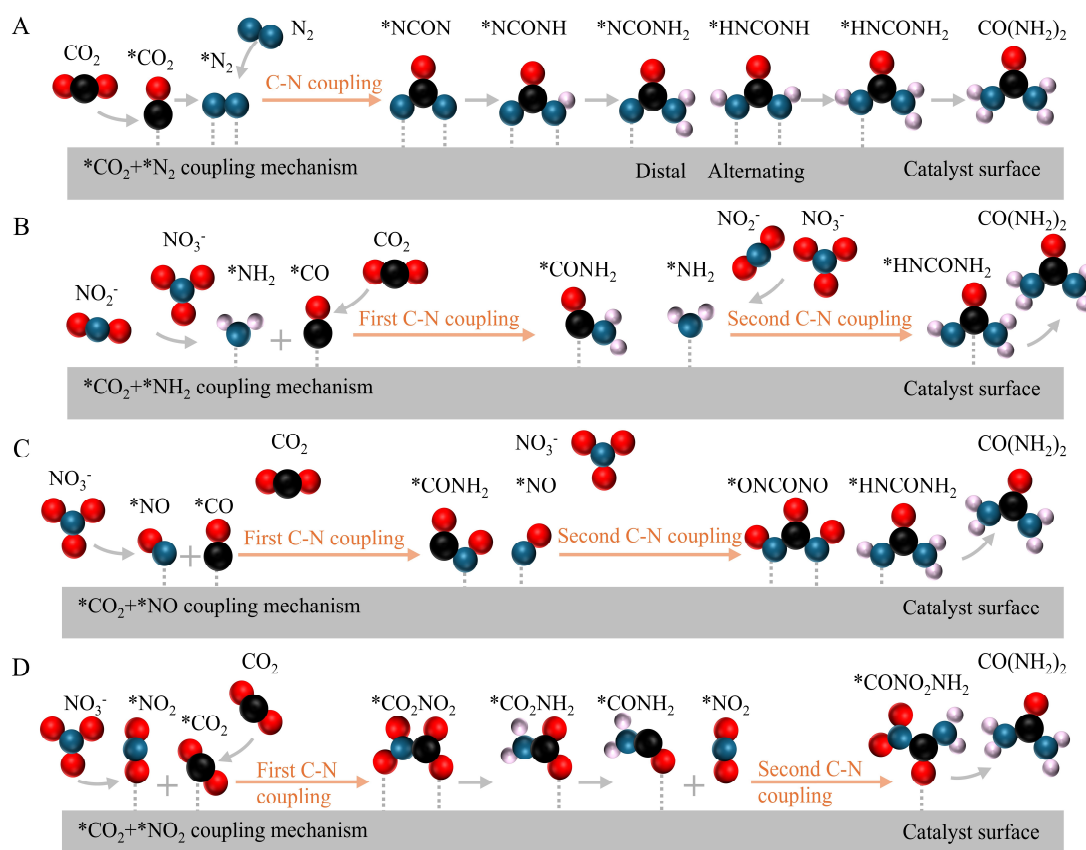 A
CO₂
*CO₂
*N₂
N₂
C-N coupling
*NCON
*NCONH
*NCONH₂
*HNCONH
*HNCONH₂
CO(NH₂)₂
*CO₂+*N₂ coupling mechanism
Distal
Alternating
Catalyst surface
B
NO₂⁻
NO₃⁻
*NH₂
*CO
CO₂
First C-N coupling
*CONH₂
*NH₂
NO₂⁻
NO₃⁻
Second C-N coupling
*HNCONH₂
CO(NH₂)₂
*CO₂+*NH₂ coupling mechanism
Catalyst surface
C
NO₃⁻
*NO
*CO
CO₂
First C-N coupling
*CONH₂
*NO
NO₃⁻
Second C-N coupling
*ONCONO
*HNCONH₂
CO(NH₂)₂
*CO₂+*NO coupling mechanism
Catalyst surface
D
NO₃⁻
*NO₂
*CO₂
CO₂
First C-N
coupling
*CO₂NO₂
*CO₂NH₂
*CONH₂
*NO₂
Second C-N
coupling
*CONO₂NH₂
CO(NH₂)₂
*CO₂+*NO₂ coupling mechanism
Catalyst surface